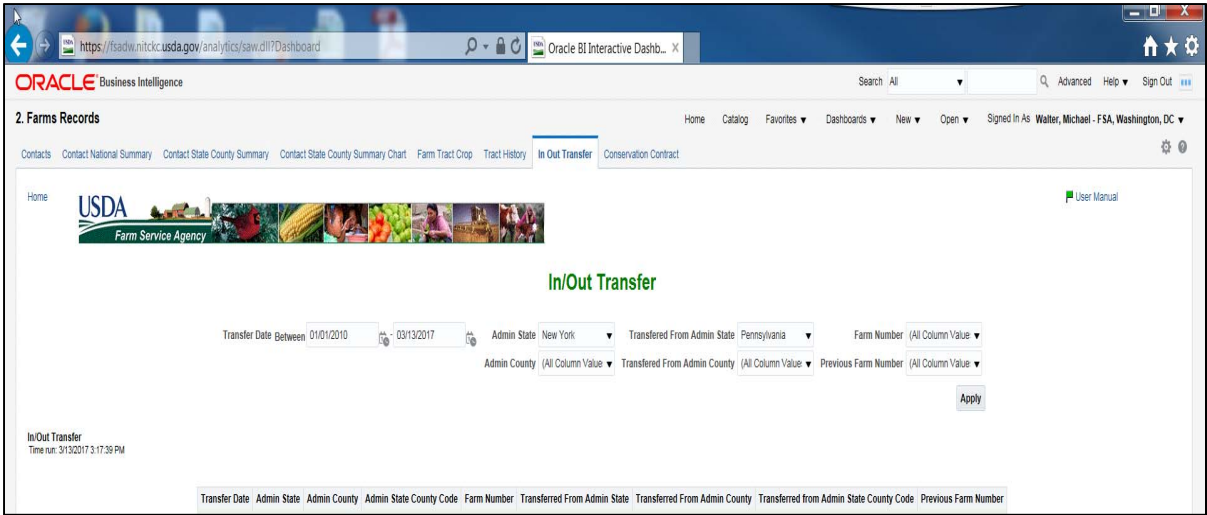 https://fsadw.nitckc.usda.gov/analytics/saw.dll?Dashboard
Oracle BI Interactive Dashb... X
ORACLE Business Intelligence
Search All Advanced Help Sign Out
2. Farms Records
Home Catalog Favorites Dashboards New Open Signed In As Walter, Michael - FSA, Washington, DC
Contacts Contact National Summary Contact State County Summary Contact State County Summary Chart Farm Tract Crop Tract History In Out Transfer Conservation Contract
Home
User Manual
USDA
Farm Service Agency
In/Out Transfer
Transfer Date Between 01/01/2010 - 03/13/2017 Admin State New York Transfered From Admin State Pennsylvania Farm Number (All Column Value
Admin County (All Column Value Transfered From Admin County (All Column Value Previous Farm Number (All Column Value
Apply
In/Out Transfer
Time run: 3/13/2017 3:17:39 PM
Transfer Date Admin State Admin County Admin State County Code Farm Number Transferred From Admin State Transferred From Admin County Transferred from Admin State County Code Previous Farm Number